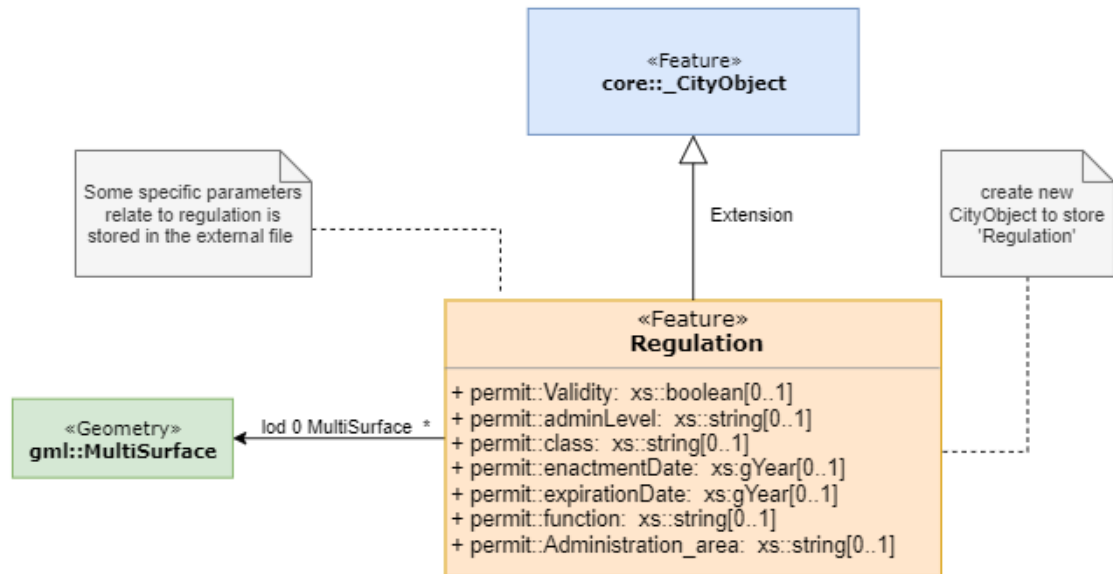 «Feature»
core::_CityObject
Some specific parameters
relate to regulation is
stored in the external file
create new
CityObject to store
'Regulation'
Extension
«Feature»
Regulation
+ permit::Validity:  xs::boolean[0..1]
+ permit::adminLevel:  xs::string[0..1]
+ permit::class:  xs::string[0..1]
+ permit::enactmentDate:  xs:gYear[0..1]
+ permit::expirationDate:  xs:gYear[0..1]
+ permit::function:  xs::string[0..1]
+ permit::Administration_area:  xs::string[0..1]
«Geometry»
gml::MultiSurface
lod 0 MultiSurface  *